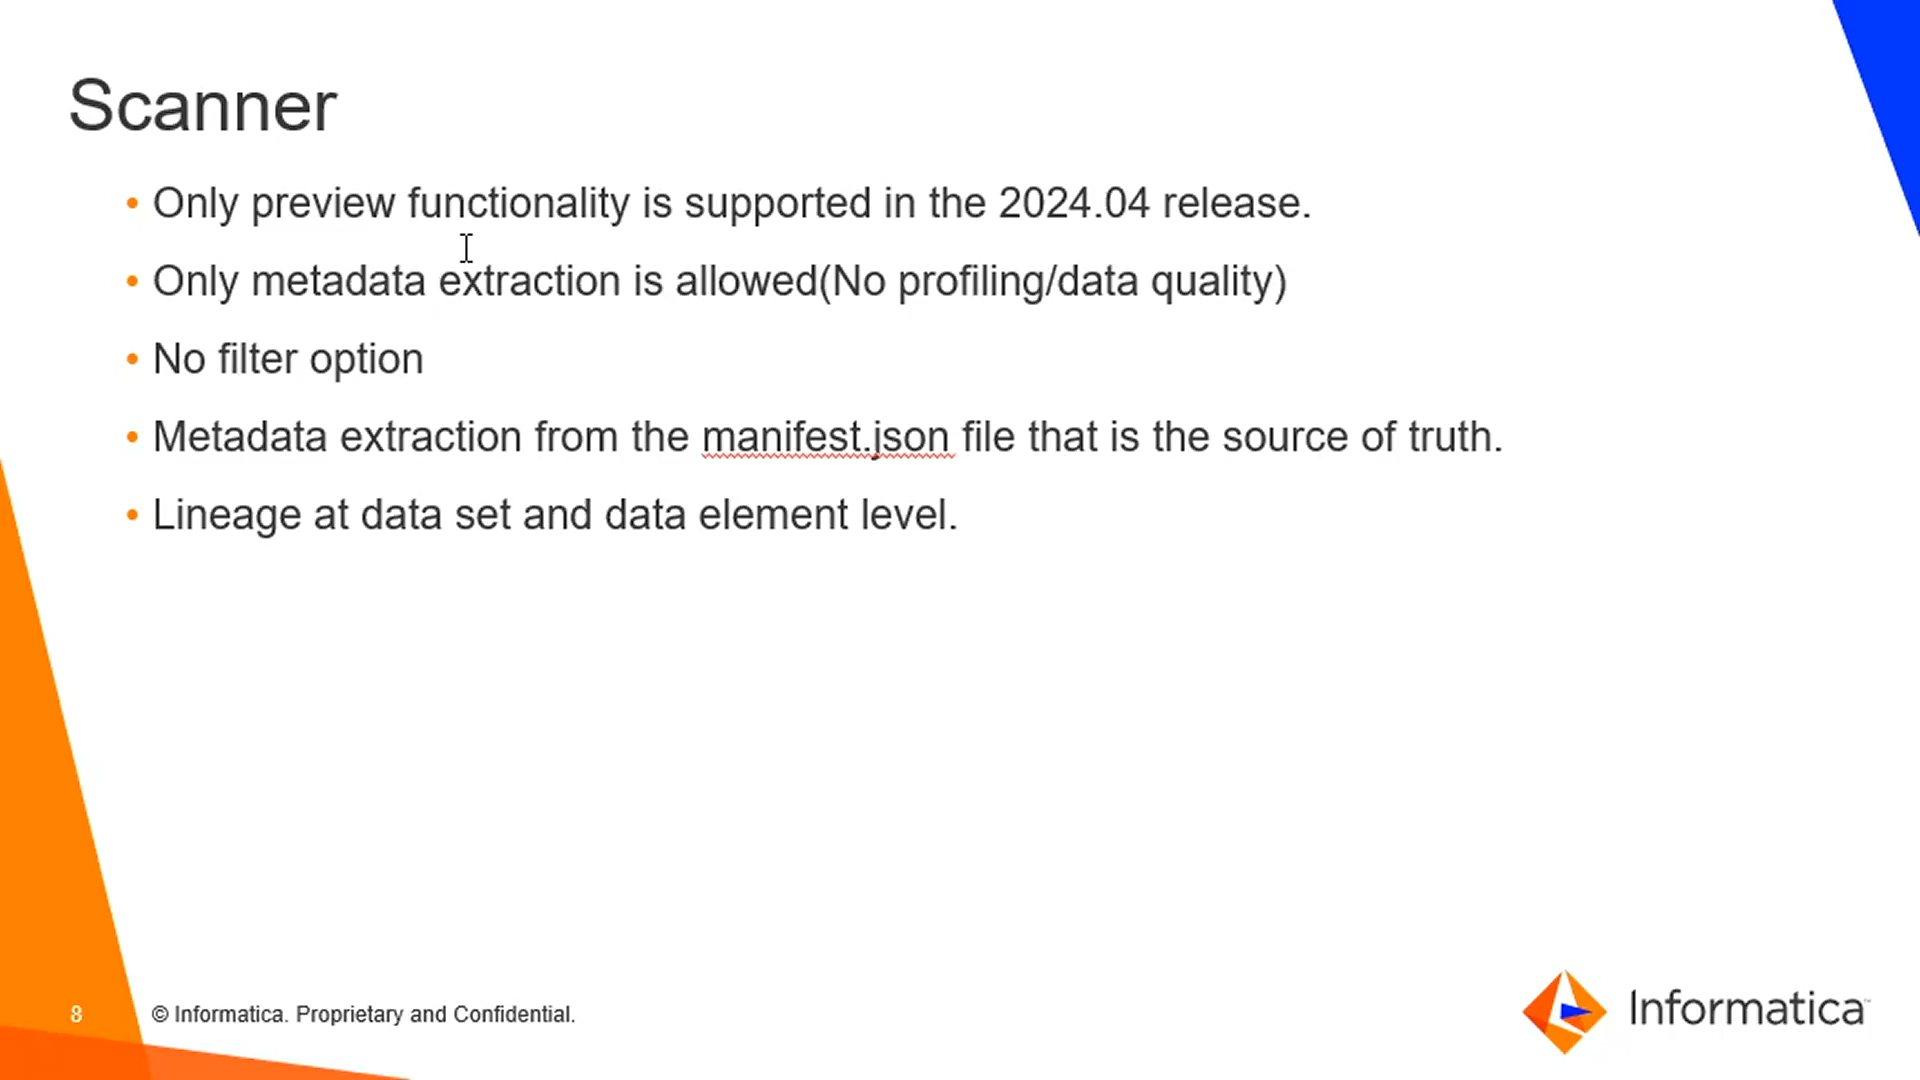 Scanner
• Only preview functionality is supported in the 2024.04 release.
• Only metadata extraction is allowed(No profiling/data quality)
• No filter option
• Metadata extraction from the manifest.json file that is the source of truth.
• Lineage at data set and data element level.
8
© Informatica. Proprietary and Confidential.
Informatica